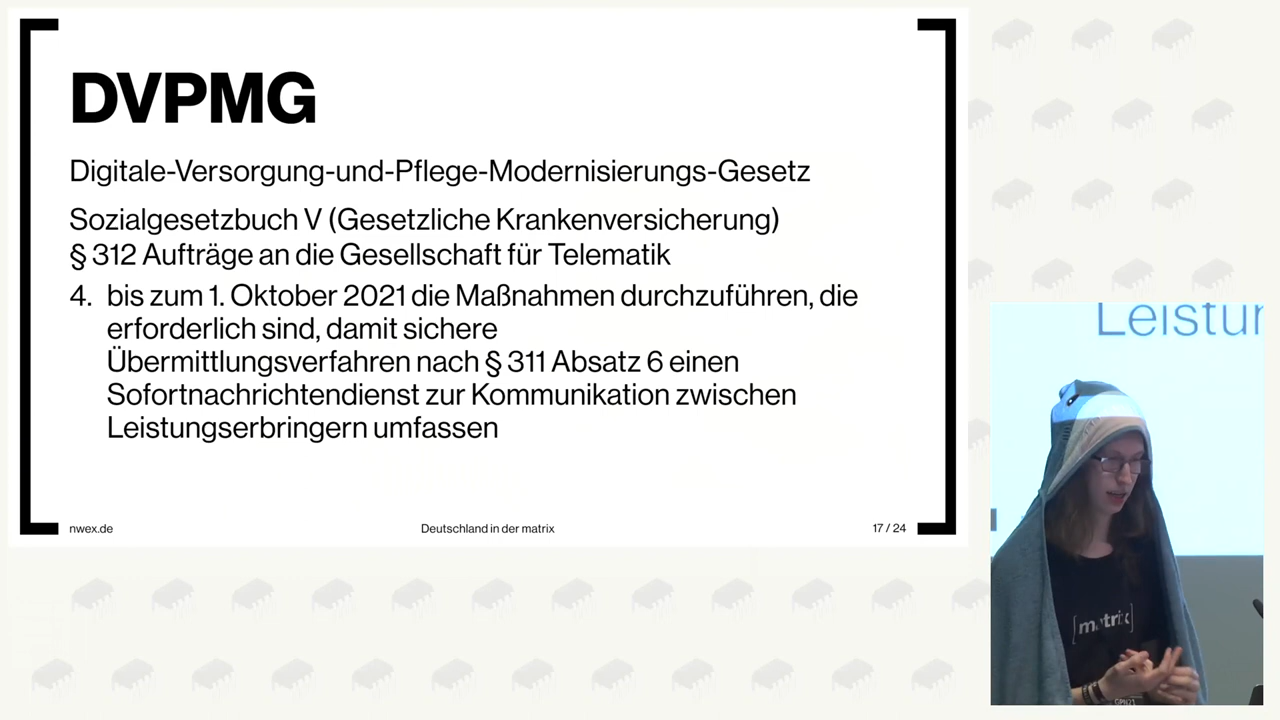 DVPMG
Digitale-Versorgung-und-Pflege-Modernisierungs-Gesetz
Sozialgesetzbuch V (Gesetzliche Krankenversicherung)
§ 312 Aufträge an die Gesellschaft für Telematik
4. bis zum 1. Oktober 2021 die Maßnahmen durchzuführen, die
erforderlich sind, damit sichere
Übermittlungsverfahren nach § 311 Absatz 6 einen
Sofortnachrichtendienst zur Kommunikation zwischen
Leistungserbringern umfassen
nwex.de
Deutschland in der matrix
17 / 24
Leistur
[matrix]
GPN21